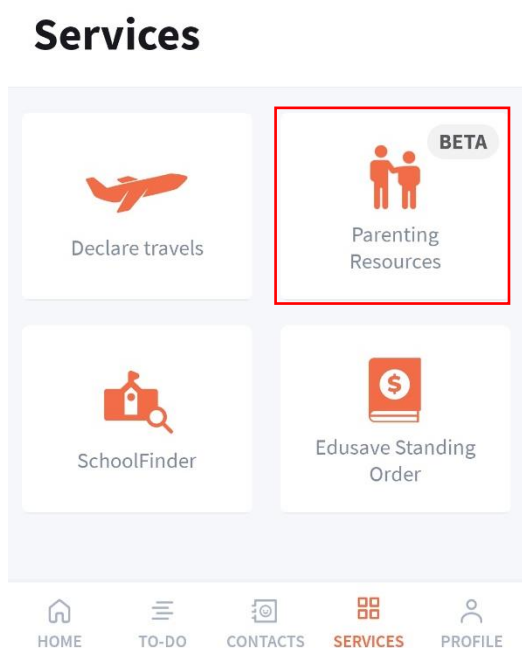 Services
BETA
Declare travels
Parenting
Resources
$
SchoolFinder
Edusave Standing
Order
HOME
TO-DO
CONTACTS
SERVICES
PROFILE